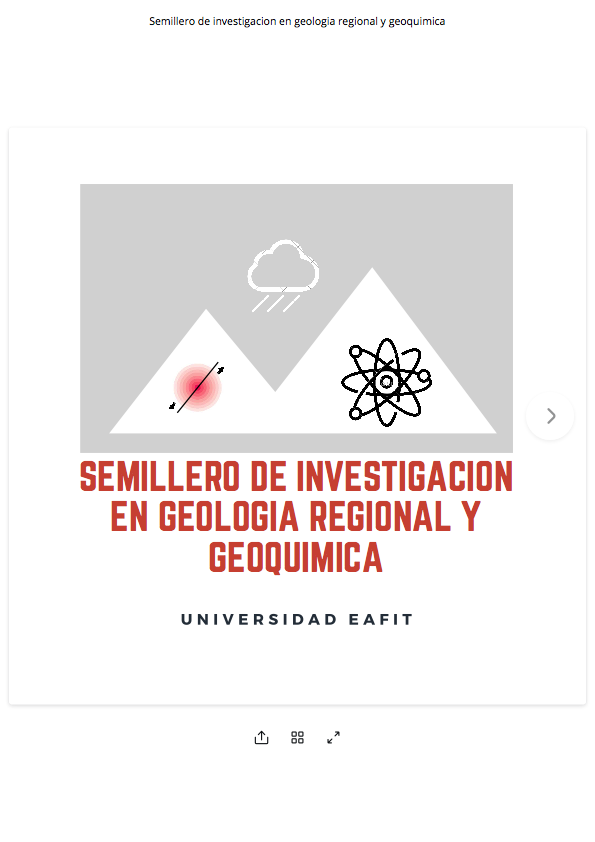 Semillero de investigacion en geologia regional y geoquimica
SEMILLERO DE INVESTIGACION
EN GEOLOGIA REGIONAL Y
GEOQUIMICA
UNIVERSIDAD EAFIT